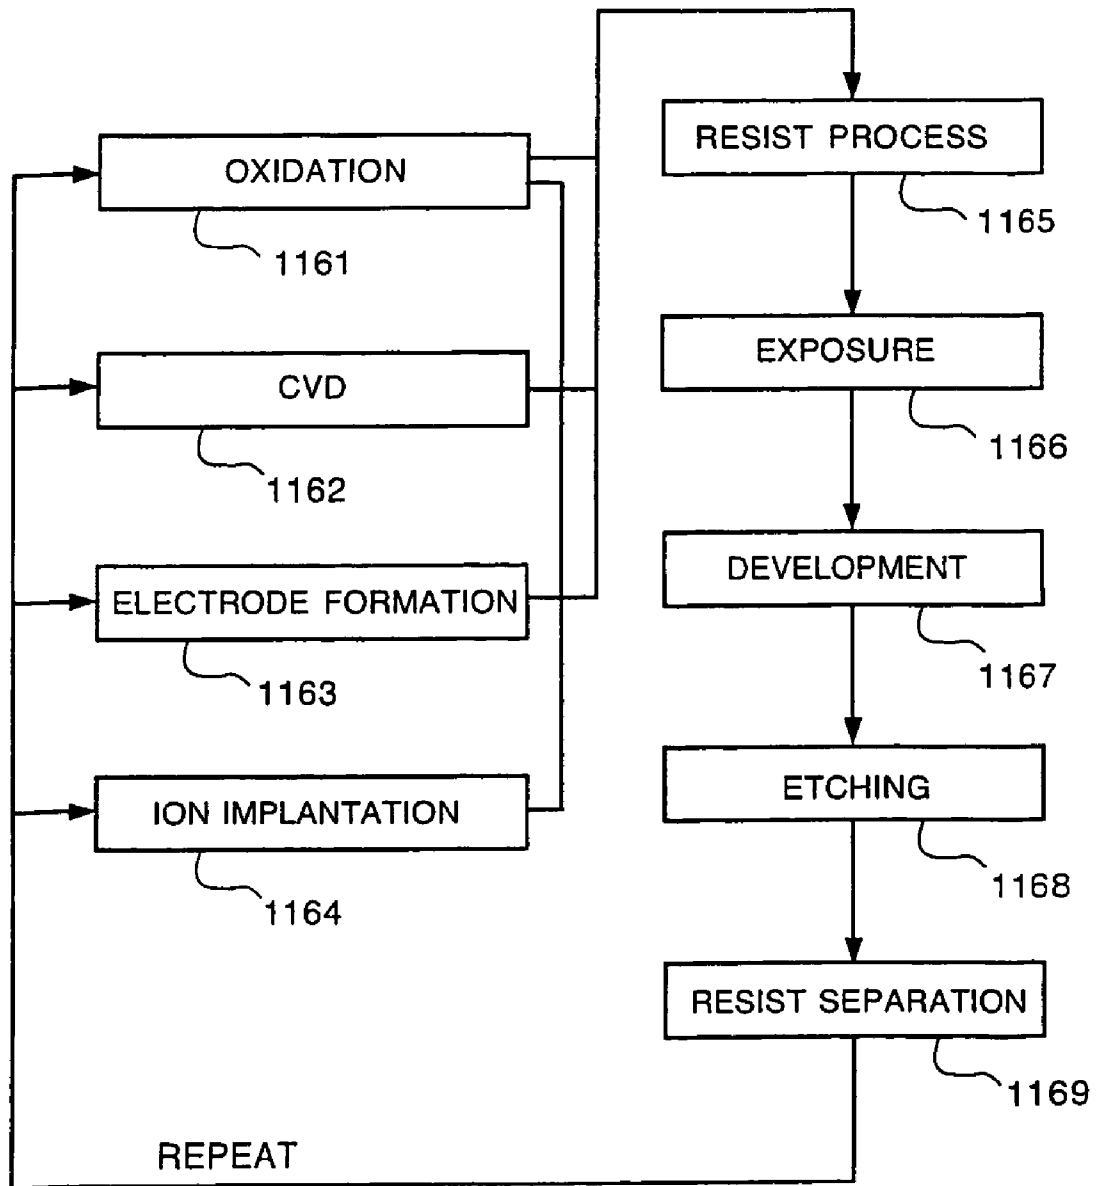 OXIDATION
1161
CVD
1162
ELECTRODE FORMATION
1163
ION IMPLANTATION
1164
RESIST PROCESS
1165
EXPOSURE
1166
DEVELOPMENT
1167
ETCHING
1168
RESIST SEPARATION
1169
REPEAT